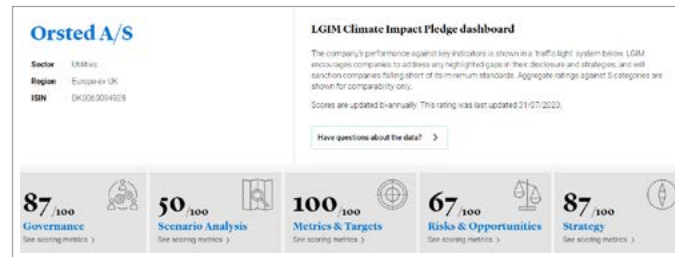 Orsted A/S
Sector Utilities
Region Europe ex UK
ISIN DK0060094928
LGIM Climate Impact Pledge dashboard
The company's performance against key indicators is shown in a 'traffic light' system below. LGIM
encourages companies to address any highlighted gaps in their disclosure and strategies, and will
sanction companies falling short of its minimum standards. Aggregate ratings against 5 categories are
shown for comparability only.
Scores are updated biannually. This rating was last updated 31/07/2023.
Have questions about the data? >
87/100
Governance
See scoring metrics >
50/100
Scenario Analysis
See scoring metrics >
100/100
Metrics & Targets
See scoring metrics >
67/100
Risks & Opportunities
See scoring metrics >
87/100
Strategy
See scoring metrics >